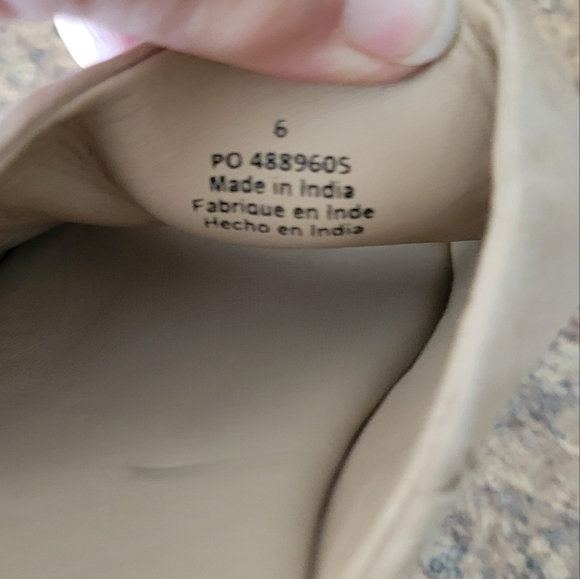 6
PO 4889605
Made in India
Fabrique en Inde
Hecho en India